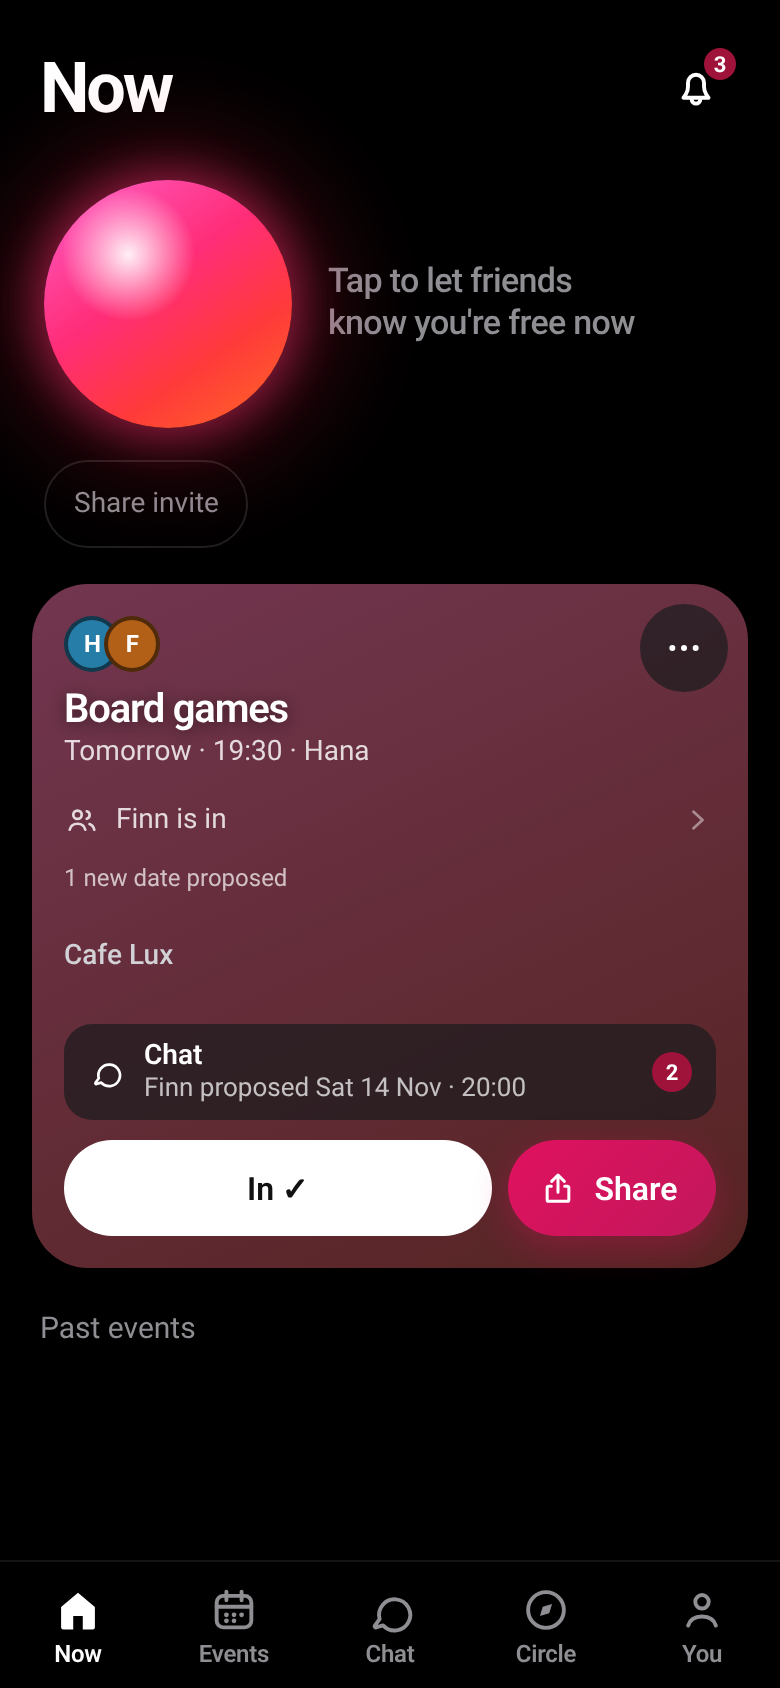 Now
3
Tap to let friends
know you're free now
Share invite
H F
Board games
Tomorrow · 19:30 · Hana
Finn is in
1 new date proposed
Cafe Lux
Chat
Finn proposed Sat 14 Nov · 20:00
2
In ✓
Share
Past events
Now
Events
Chat
Circle
You